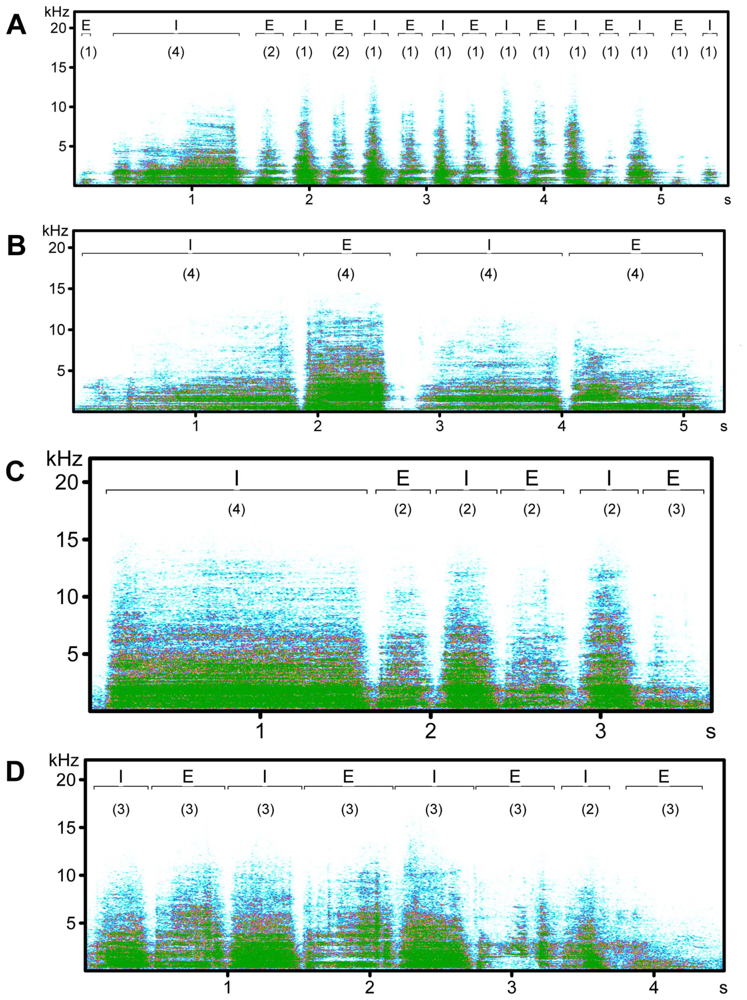 A
kHz
E I E I E I E I E I E I E I E I
20
(1) (4) (2) (1) (2) (1) (1) (1) (1) (1) (1) (1) (1) (1) (1) (1)
15
10
5
1 2 3 4 5 s
B
kHz
I E I E
20
(4) (4) (4) (4)
15
10
5
1 2 3 4 5 s
C
kHz
I E I E I E
20
(4) (2) (2) (2) (2) (3)
15
10
5
1 2 3 s
D
kHz
I E I E I E I E
20
(3) (3) (3) (3) (3) (3) (2) (3)
15
10
5
1 2 3 4 s